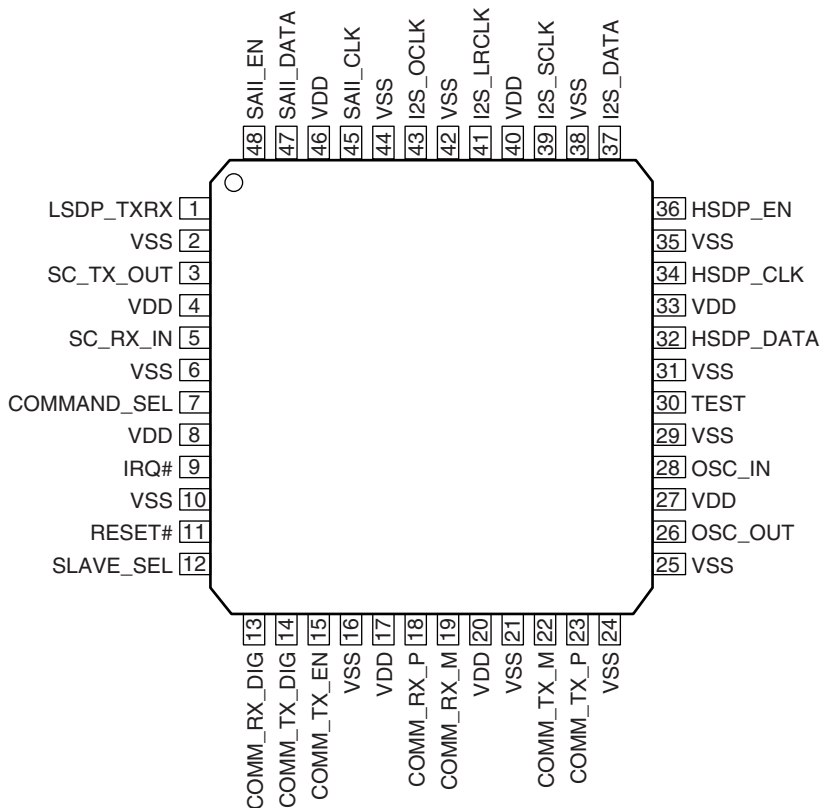 48 SAII_EN
47 SAII_DATA
46 VDD
45 SAII_CLK
44 VSS
43 I2S_OCLK
42 VSS
41 I2S_LRCLK
40 VDD
39 I2S_SCLK
38 VSS
37 I2S_DATA
LSDP_TXRX 1
VSS 2
SC_TX_OUT 3
VDD 4
SC_RX_IN 5
VSS 6
COMMAND_SEL 7
VDD 8
IRQ# 9
VSS 10
RESET# 11
SLAVE_SEL 12
36 HSDP_EN
35 VSS
34 HSDP_CLK
33 VDD
32 HSDP_DATA
31 VSS
30 TEST
29 VSS
28 OSC_IN
27 VDD
26 OSC_OUT
25 VSS
COMM_RX_DIG 13
COMM_TX_DIG 14
COMM_TX_EN 15
VSS 16
VDD 17
COMM_RX_P 18
COMM_RX_M 19
VDD 20
VSS 21
COMM_TX_M 22
COMM_TX_P 23
VSS 24